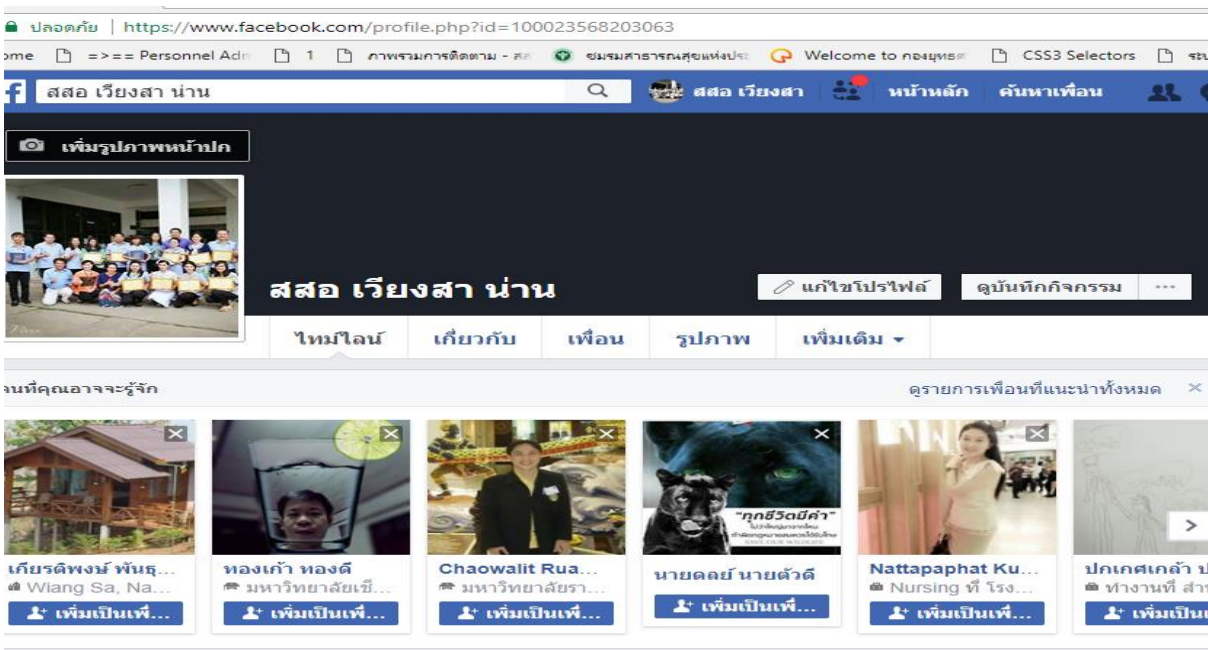 ปลอดภัย | https://www.facebook.com/profile.php?id=100023568203063
ome =>== Personnel Adn 1 ภาพรวมการติดตาม - สถ ชมรมสาธารณสุขแห่งประ Welcome to กองยุทธศ CSS3 Selectors ระบ
f สสอ เวียงสา น่าน สสอ เวียงสา หน้าหลัก ค้นหาเพื่อน
เพิ่มรูปภาพหน้าปก
สสอ เวียงสา น่าน แก้ไขโปรไฟล์ ดูบันทึกกิจกรรม ...
ไทม์ไลน์ เกี่ยวกับ เพื่อน รูปภาพ เพิ่มเติม
คนที่คุณอาจจะรู้จัก ดูรายการเพื่อนที่แนะนำทั้งหมด ×
"ทุกชีวิตมีค่า"
เกียรติพงษ์ พันธุ... ทองเก้า ทองดี Chaowalit Rua... นายดลย์ นายตัวดี Nattapaphat Ku... ปกเกศเกล้า ป
Wiang Sa, Na... มหาวิทยาลัยเชี... มหาวิทยาลัยรา... Nursing ที่ โรง... ทำงานที่ สำ
เพิ่มเป็นเพื่... เพิ่มเป็นเพื่... เพิ่มเป็นเพื่... เพิ่มเป็นเพื่... เพิ่มเป็นเพื่... เพิ่มเป็นเ